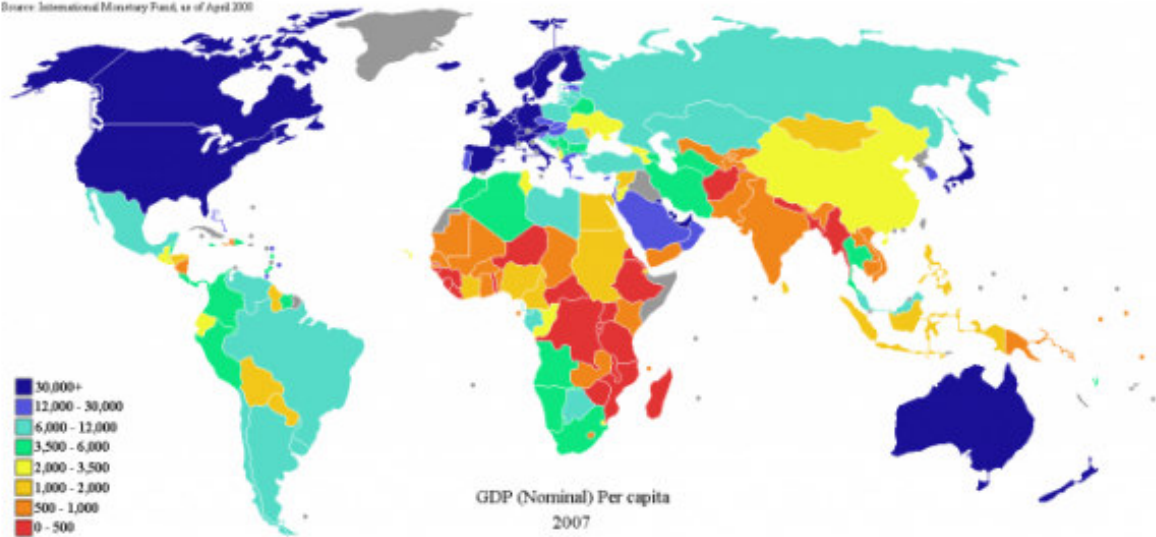 Source: International Monetary Fund, as of April 2008
30,000+
12,000 - 30,000
6,000 - 12,000
3,500 - 6,000
2,000 - 3,500
1,000 - 2,000
500 - 1,000
0 - 500
GDP (Nominal) Per capita
2007